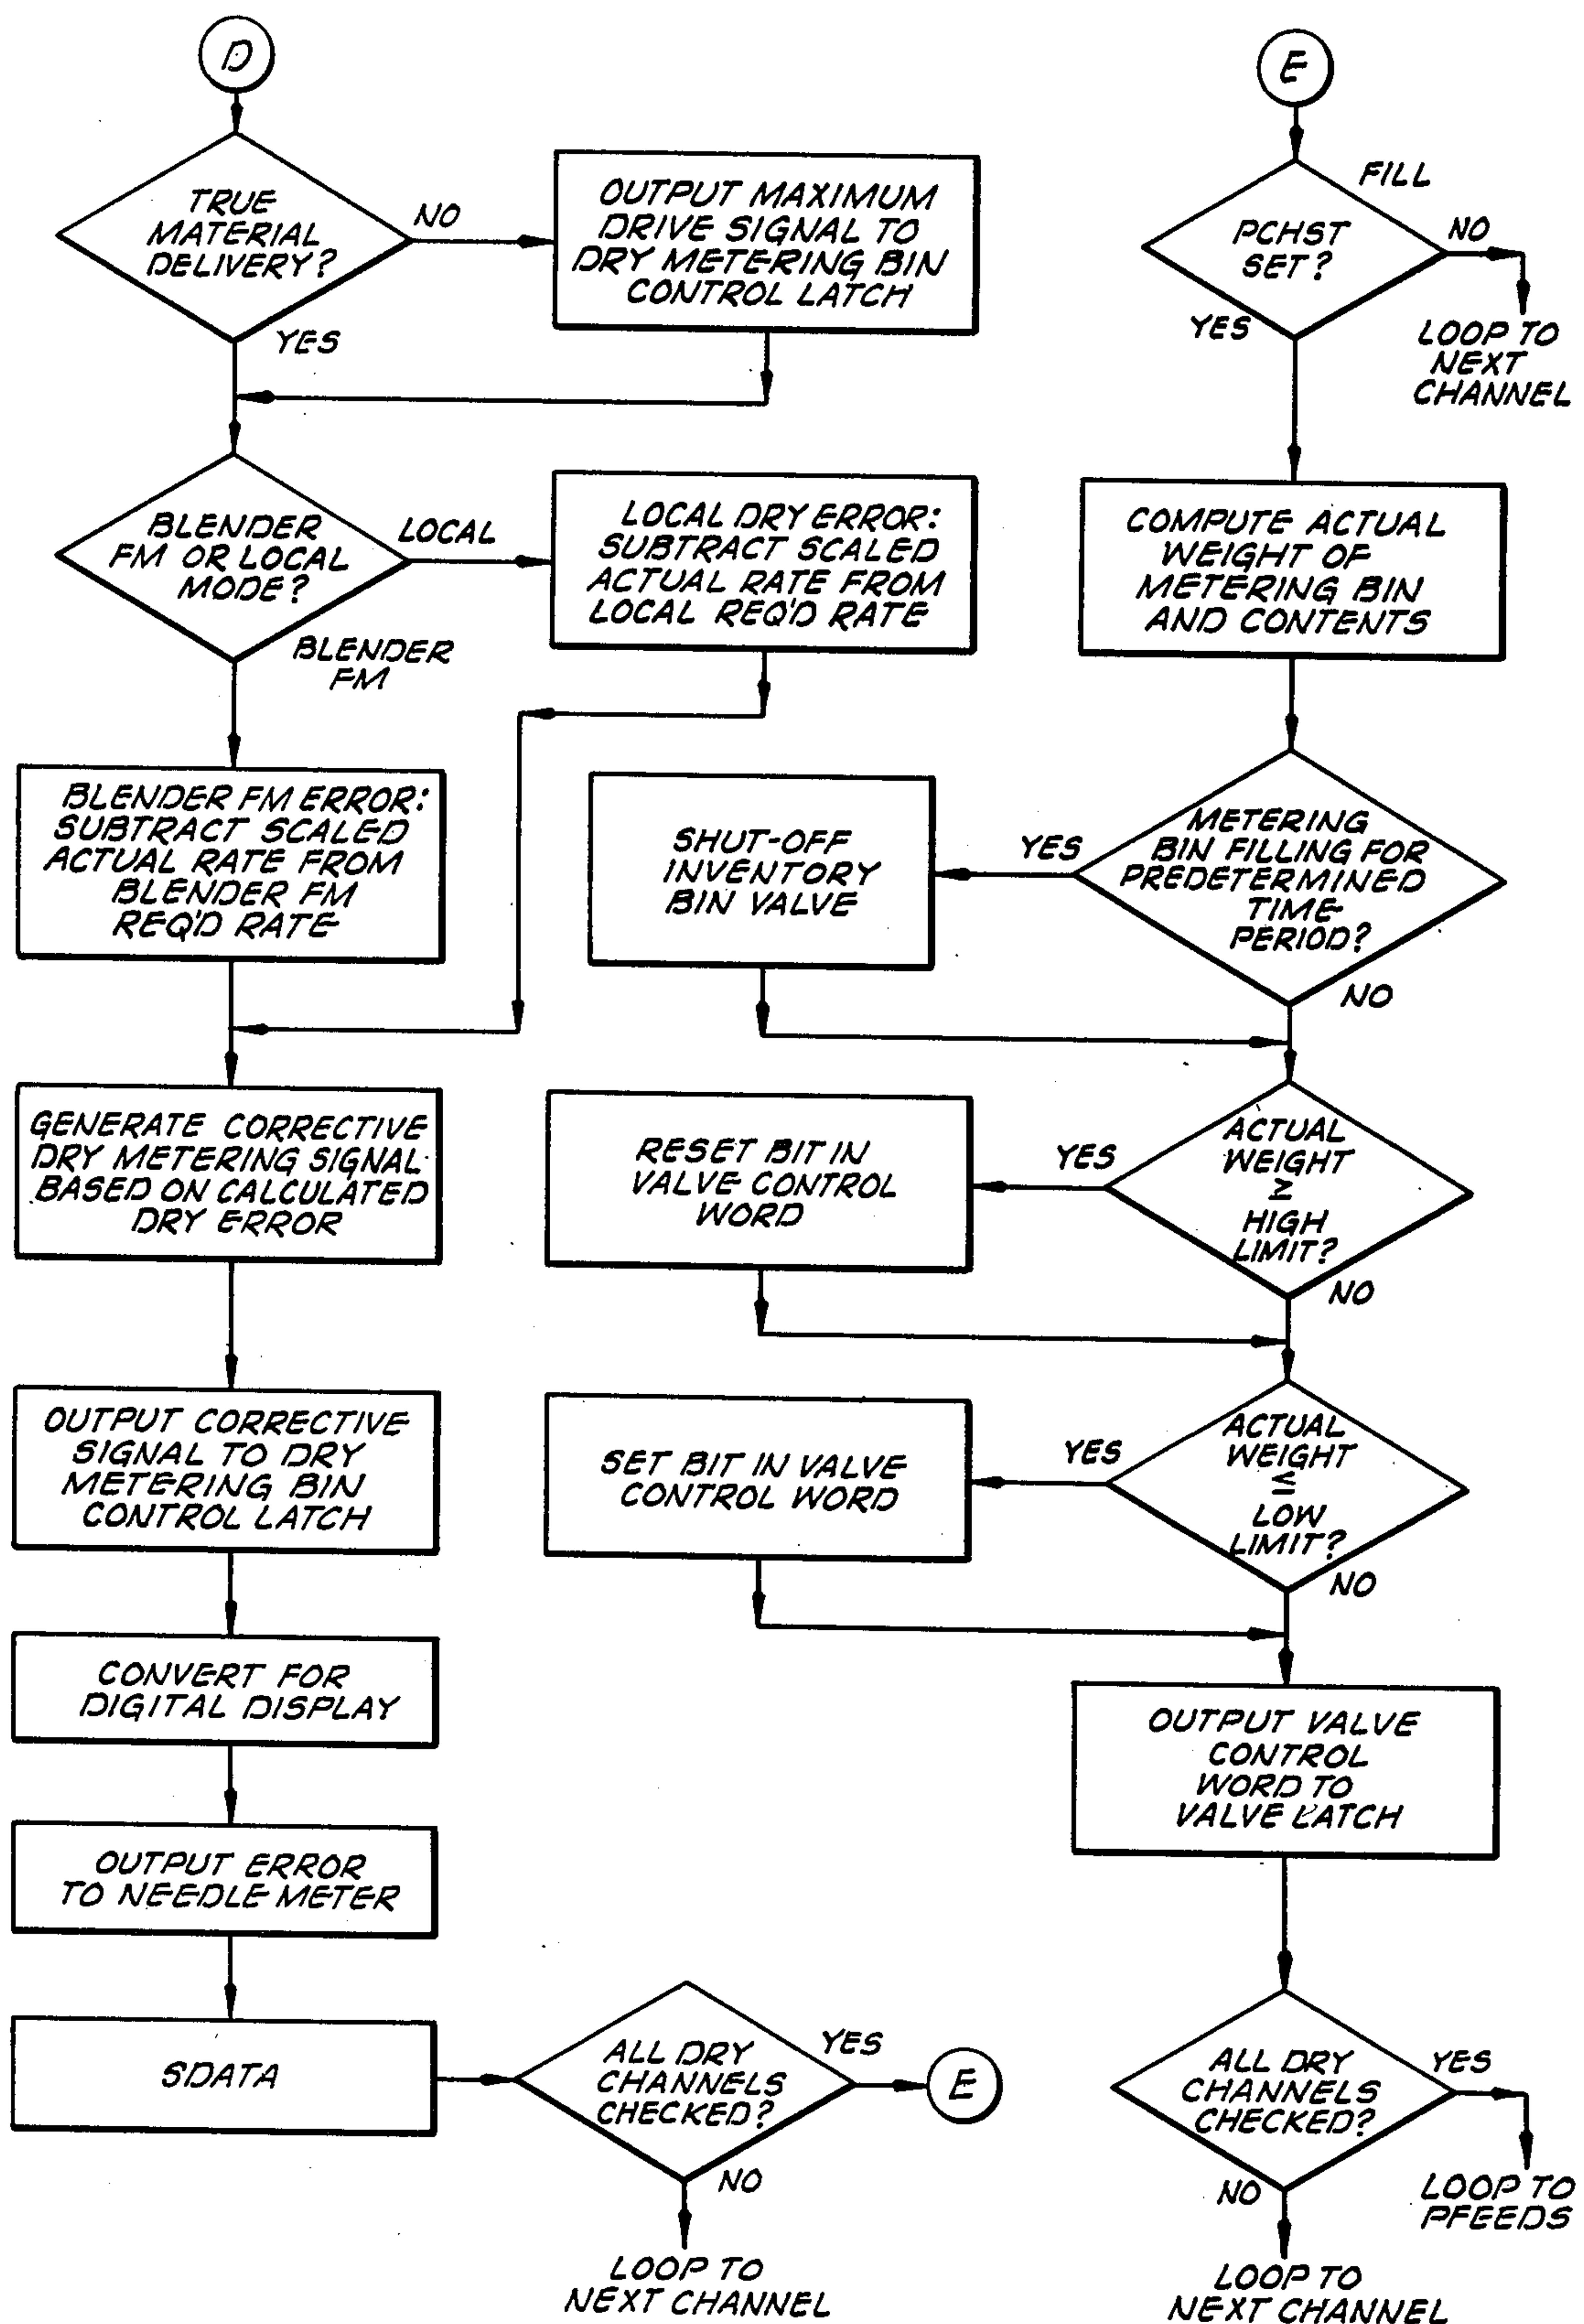 D
TRUE
MATERIAL
DELIVERY?
NO
YES
OUTPUT MAXIMUM
DRIVE SIGNAL TO
DRY METERING BIN
CONTROL LATCH
BLENDER
FM OR LOCAL
MODE?
LOCAL
BLENDER
FM
LOCAL DRY ERROR:
SUBTRACT SCALED
ACTUAL RATE FROM
LOCAL REQ'D RATE
BLENDER FM ERROR:
SUBTRACT SCALED
ACTUAL RATE FROM
BLENDER FM
REQ'D RATE
GENERATE CORRECTIVE
DRY METERING SIGNAL
BASED ON CALCULATED
DRY ERROR
OUTPUT CORRECTIVE
SIGNAL TO DRY
METERING BIN
CONTROL LATCH
CONVERT FOR
DIGITAL DISPLAY
OUTPUT ERROR
TO NEEDLE METER
SDATA
ALL DRY
CHANNELS
CHECKED?
YES
E
NO
LOOP TO
NEXT CHANNEL
E
FILL
PCHST
SET?
NO
LOOP TO
NEXT
CHANNEL
YES
COMPUTE ACTUAL
WEIGHT OF
METERING BIN
AND CONTENTS
METERING
BIN FILLING FOR
PREDETERMINED
TIME
PERIOD?
YES
SHUT-OFF
INVENTORY
BIN VALVE
NO
ACTUAL
WEIGHT
≥
HIGH
LIMIT?
YES
RESET BIT IN
VALVE CONTROL
WORD
NO
ACTUAL
WEIGHT
≤
LOW
LIMIT?
YES
SET BIT IN VALVE
CONTROL WORD
NO
OUTPUT VALVE
CONTROL
WORD TO
VALVE LATCH
ALL DRY
CHANNELS
CHECKED?
YES
LOOP TO
PFEEDS
NO
LOOP TO
NEXT CHANNEL